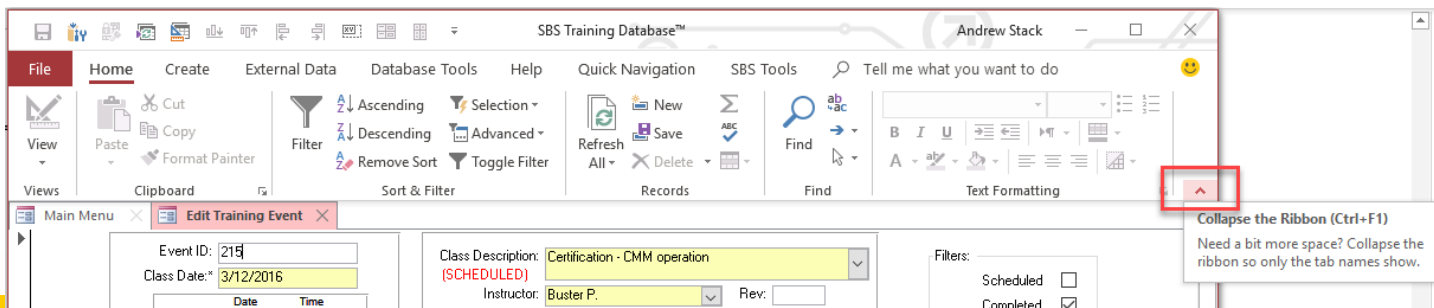 SBS Training Database™ Andrew Stack
File Home Create External Data Database Tools Help Quick Navigation SBS Tools Tell me what you want to do
View
Views
Paste
Cut
Copy
Format Painter
Clipboard
Filter
Ascending
Descending
Remove Sort
Selection
Advanced
Toggle Filter
Sort & Filter
Refresh
All
New
Save
Delete
ABC
Records
Find
ab
ac
Find
B I U
A
ab
Text Formatting
Collapse the Ribbon (Ctrl+F1)
Need a bit more space? Collapse the
ribbon so only the tab names show.
Main Menu Edit Training Event
Event ID: 215
Class Date:* 3/12/2016
Date Time
Class Description: Certification - CMM operation
(SCHEDULED)
Instructor: Buster P. Rev:
Filters:
Scheduled
Completed